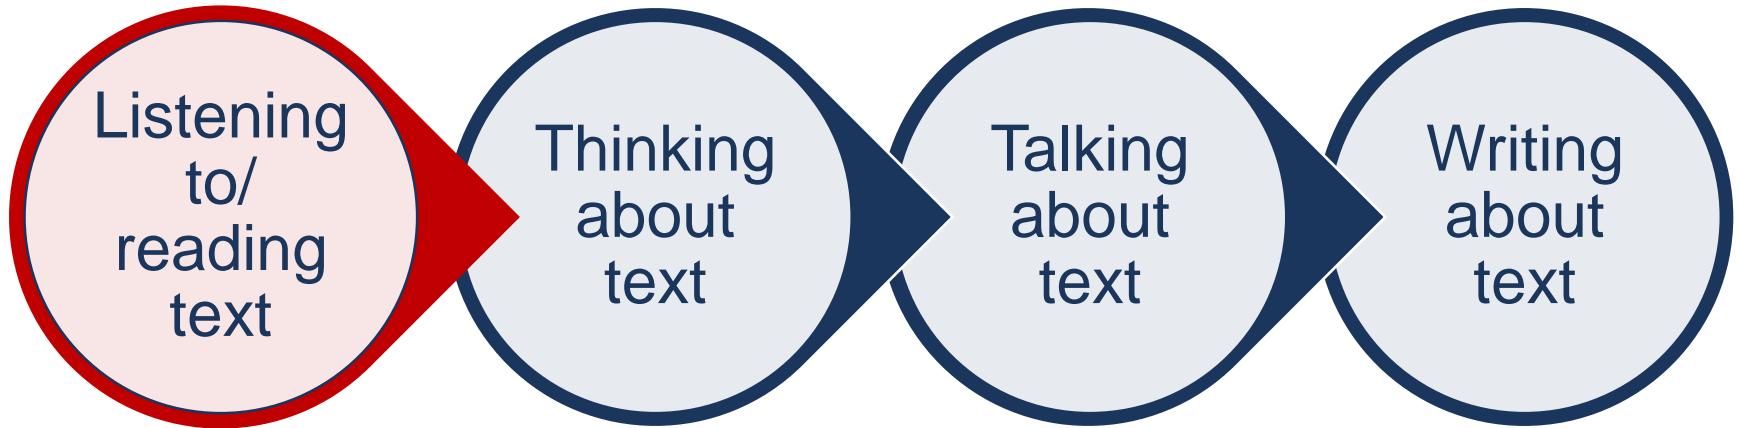 Listening
to/
reading
text
Thinking
about
text
Talking
about
text
Writing
about
text